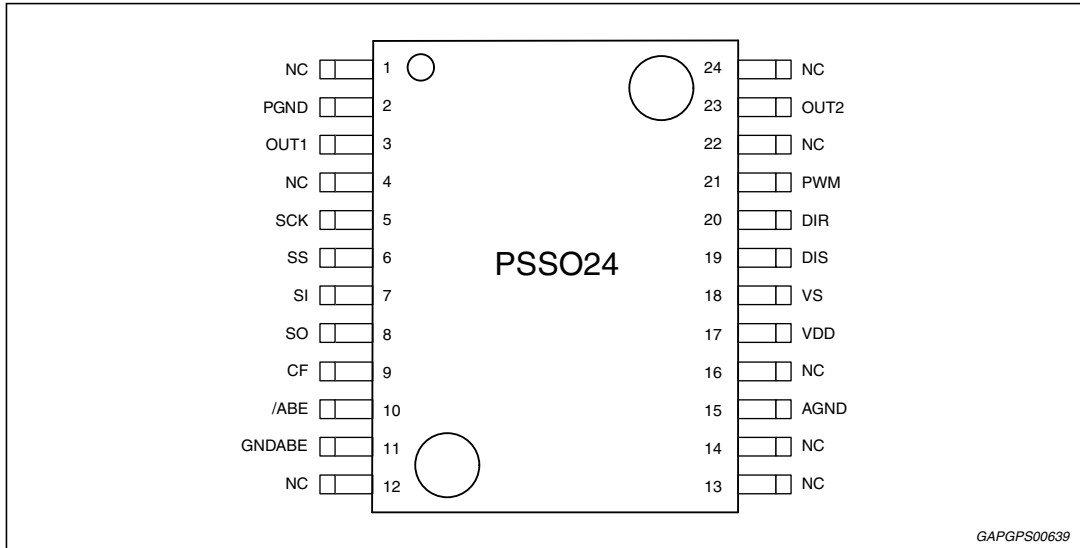 NC 1 24 NC
PGND 2 23 OUT2
OUT1 3 22 NC
NC 4 21 PWM
SCK 5 20 DIR
SS 6 19 DIS
PSSO24
SI 7 18 VS
SO 8 17 VDD
CF 9 16 NC
/ABE 10 15 AGND
GNDABE 11 14 NC
NC 12 13 NC
GAPGPS00639